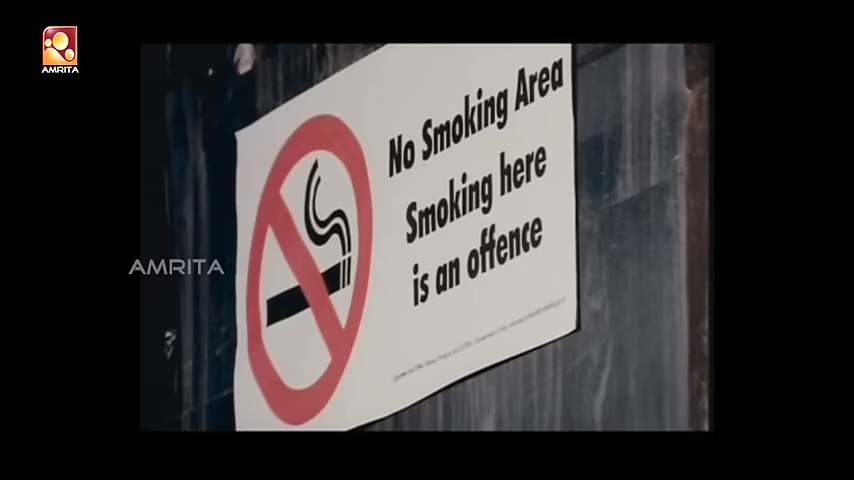 AMRITA
No Smoking Area
Smoking here
is an offence
AMRITA